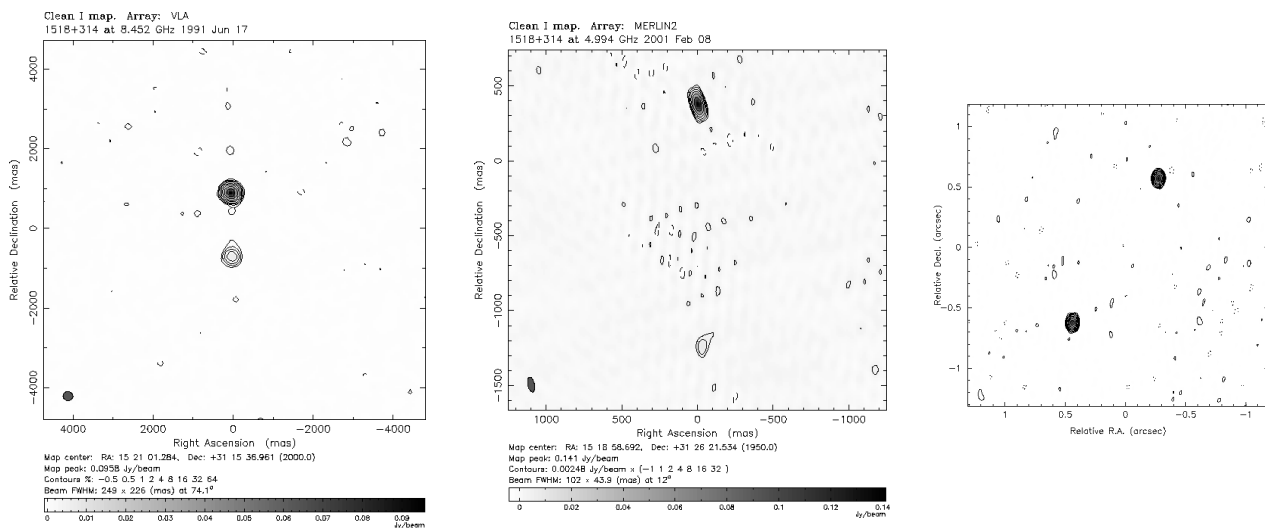 Clean I map. Array: VLA
1518+314 at 8.452 GHz 1991 Jun 17
4000
2000
0
-2000
-4000
Relative Declination (mas)
4000 2000 0 -2000 -4000
Right Ascension (mas)
Map center: RA: 15 21 01.284, Dec: +31 15 36.961 (2000.0)
Map peak: 0.0958 Jy/beam
Contours %: -0.5 0.5 1 2 4 8 16 32 64
Beam FWHM: 249 x 226 (mas) at 74.1°
0 0.01 0.02 0.03 0.04 0.05 0.06 0.07 0.08 0.09
Jy/beam
Clean I map. Array: MERLIN2
1518+314 at 4.994 GHz 2001 Feb 08
500
0
-500
-1000
-1500
Relative Declination (mas)
1000 500 0 -500 -1000
Right Ascension (mas)
Map center: RA: 15 18 58.692, Dec: +31 26 21.534 (1950.0)
Map peak: 0.141 Jy/beam
Contours: 0.00248 Jy/beam x (-1 1 2 4 8 16 32 )
Beam FWHM: 102 x 43.9 (mas) at 12°
0 0.02 0.04 0.06 0.08 0.1 0.12 0.14
Jy/beam
1
0.5
0
-0.5
-1
Relative Decl. (arcsec)
1 0.5 0 -0.5 -1
Relative R.A. (arcsec)